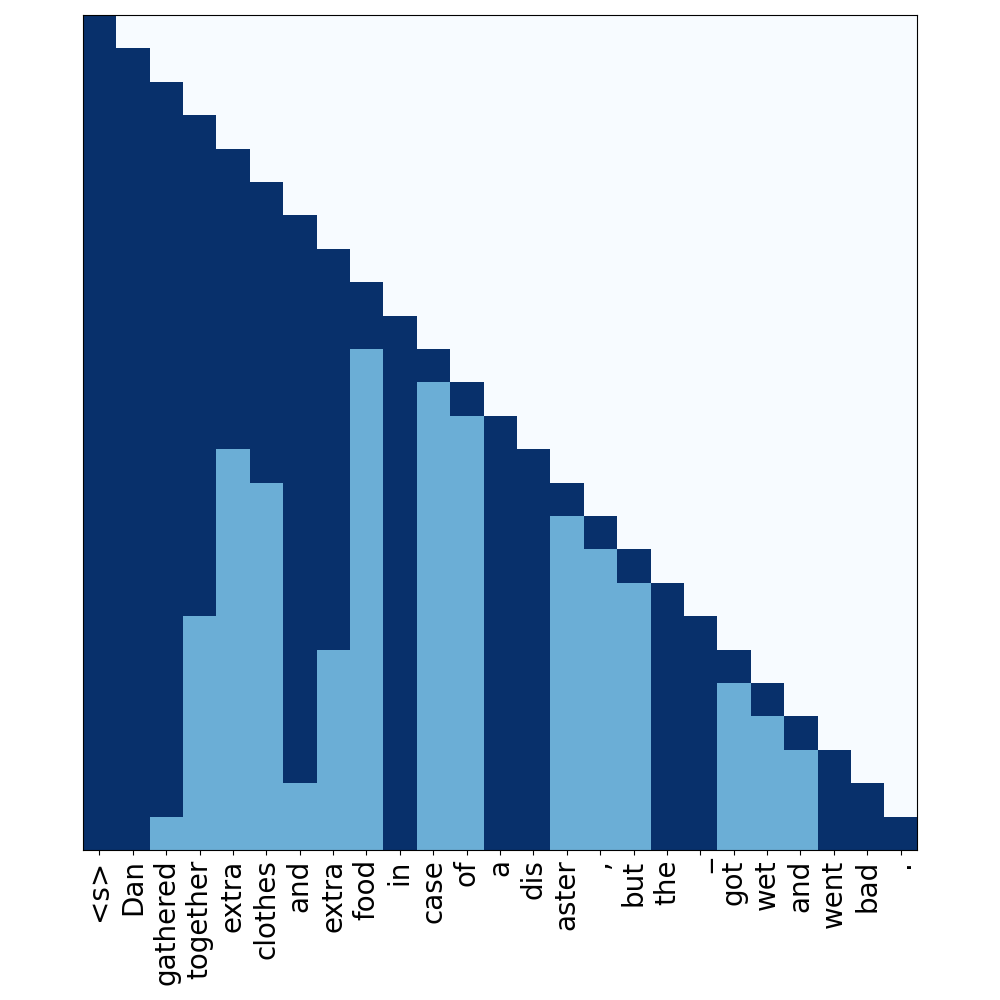 <s> Dan gathered together extra clothes and extra food in case of a dis aster , but the _ got wet and went bad .